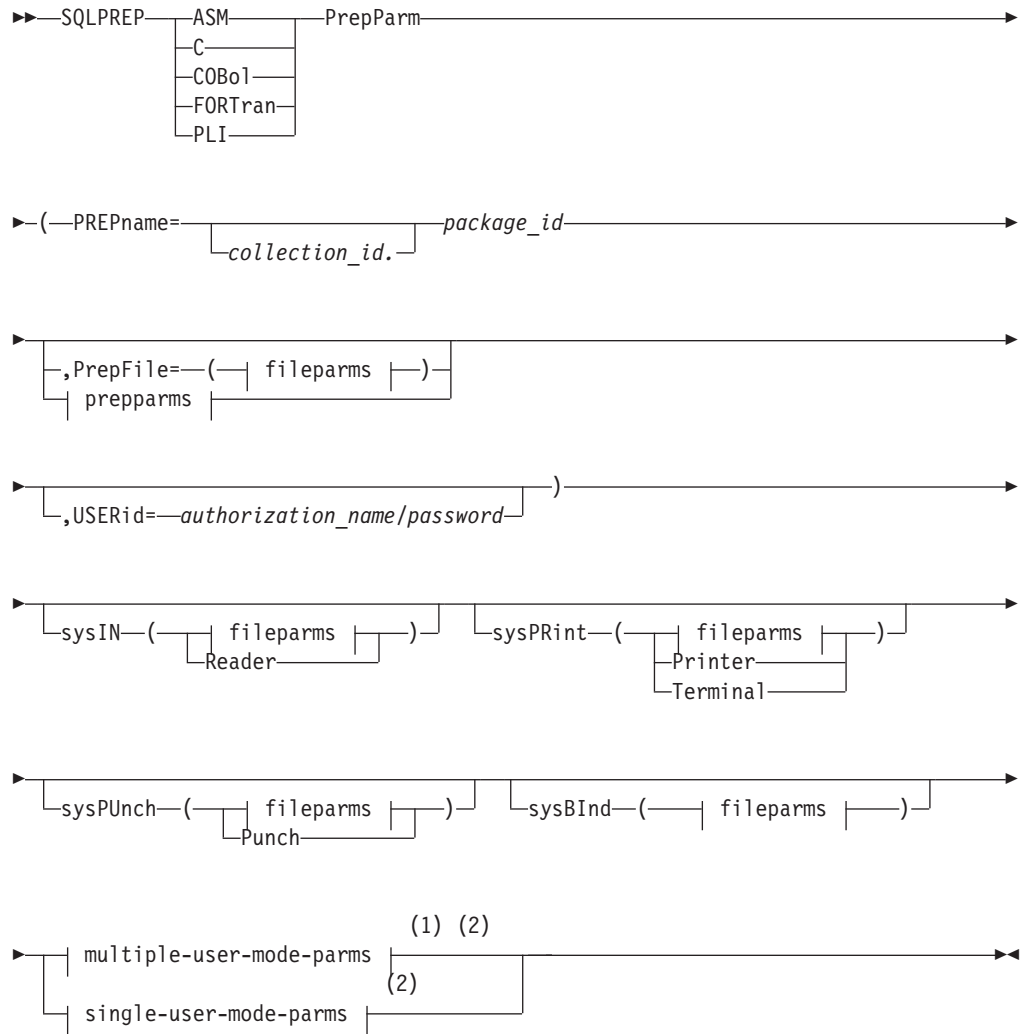 SQLPREP ASM PrepParm
C
COBol
FORTran
PLI
( PREPname= package_id
collection_id.
,PrepFile= ( fileparms )
prepparms
)
,USERid= authorization_name/password
sysIN ( fileparms ) sysPRint ( fileparms )
Reader Printer
Terminal
sysPUnch ( fileparms ) sysBInd ( fileparms )
Punch
(1) (2)
multiple-user-mode-parms
(2)
single-user-mode-parms